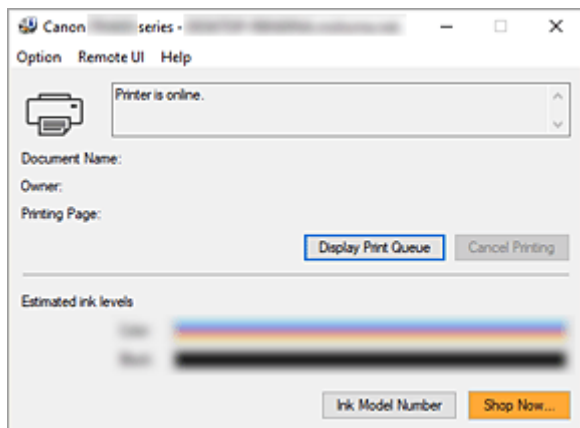 Canon series -
Option Remote UI Help
Printer is online.
Document Name:
Owner:
Printing Page:
Display Print Queue Cancel Printing
Estimated ink levels
Ink Model Number Shop Now...